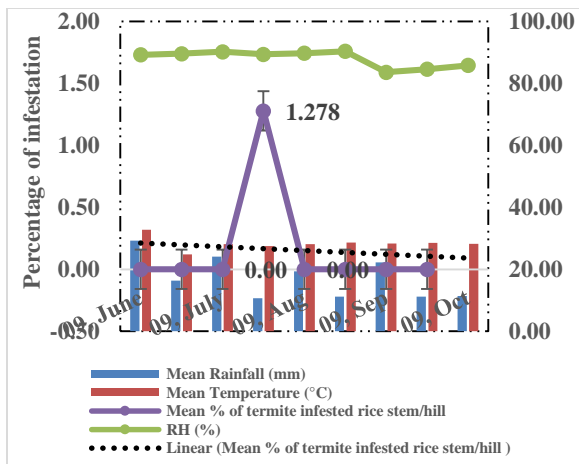 2.00
1.50
1.00
0.50
0.00
-0.50
Percentage of infestation
100.00
80.00
60.00
40.00
20.00
0.00
1.278
0.00
0.00
09. June
09. July
09. Aug
09. Sep
09. Oct
Mean Rainfall (mm)
Mean Temperature (°C)
Mean % of termite infested rice stem/hill
RH (%)
Linear (Mean % of termite infested rice stem/hill )